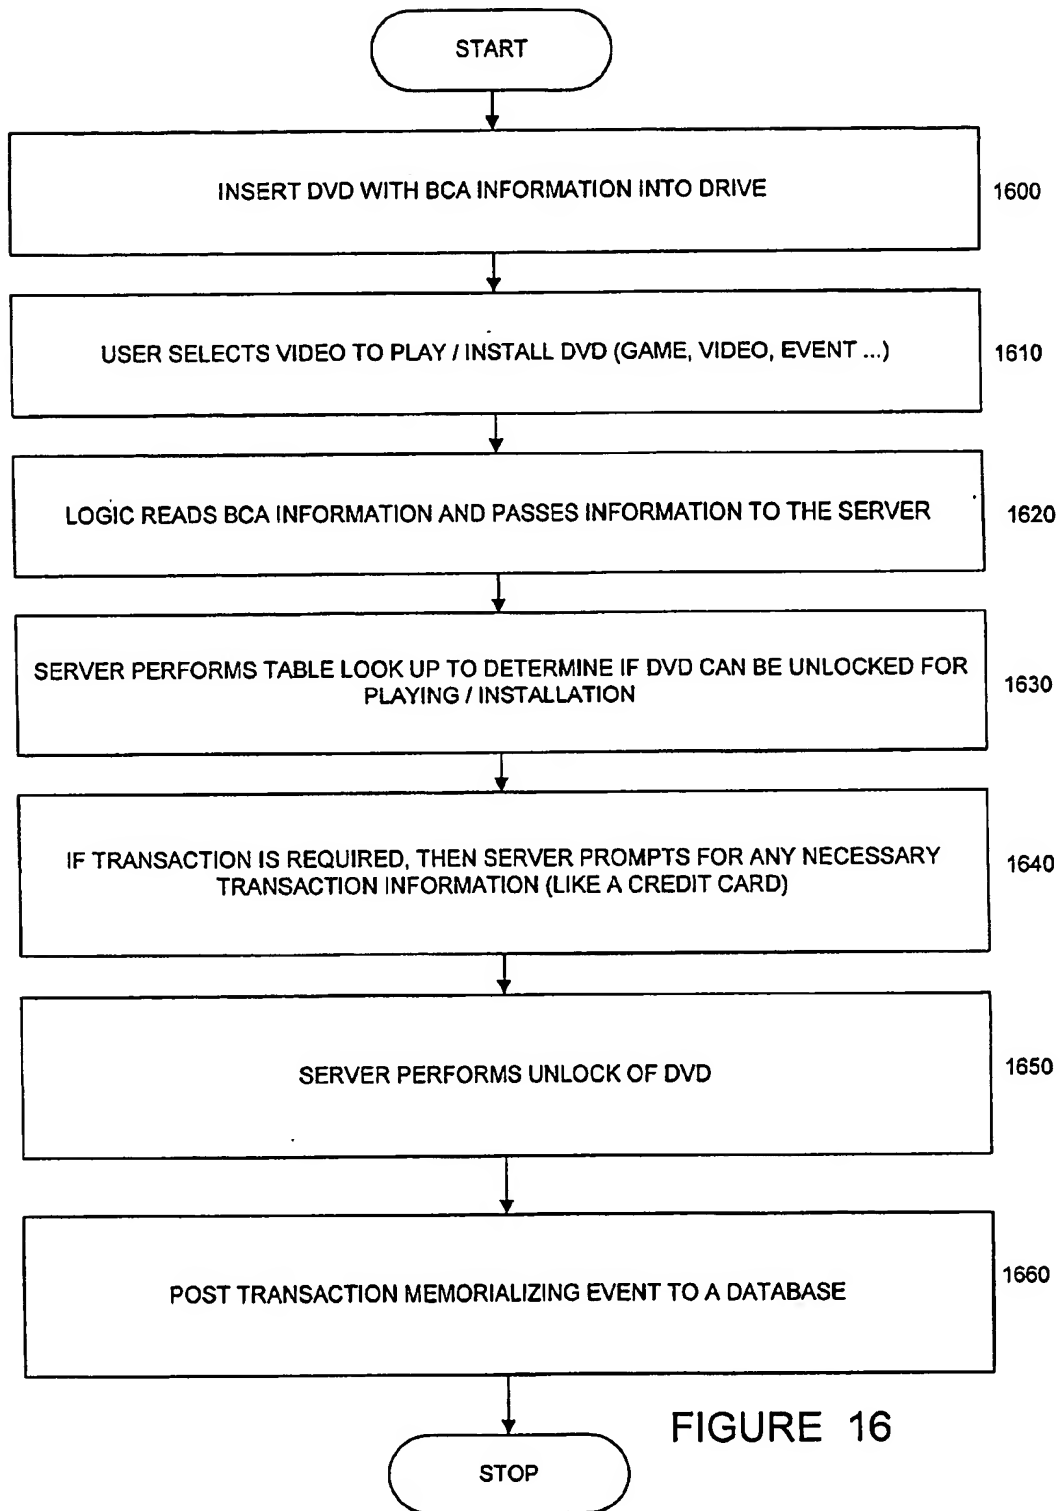 START
INSERT DVD WITH BCA INFORMATION INTO DRIVE
1600
USER SELECTS VIDEO TO PLAY / INSTALL DVD (GAME, VIDEO, EVENT ...)
1610
LOGIC READS BCA INFORMATION AND PASSES INFORMATION TO THE SERVER
1620
SERVER PERFORMS TABLE LOOK UP TO DETERMINE IF DVD CAN BE UNLOCKED FOR
PLAYING / INSTALLATION
1630
IF TRANSACTION IS REQUIRED, THEN SERVER PROMPTS FOR ANY NECESSARY
TRANSACTION INFORMATION (LIKE A CREDIT CARD)
1640
SERVER PERFORMS UNLOCK OF DVD
1650
POST TRANSACTION MEMORIALIZING EVENT TO A DATABASE
1660
FIGURE 16
STOP